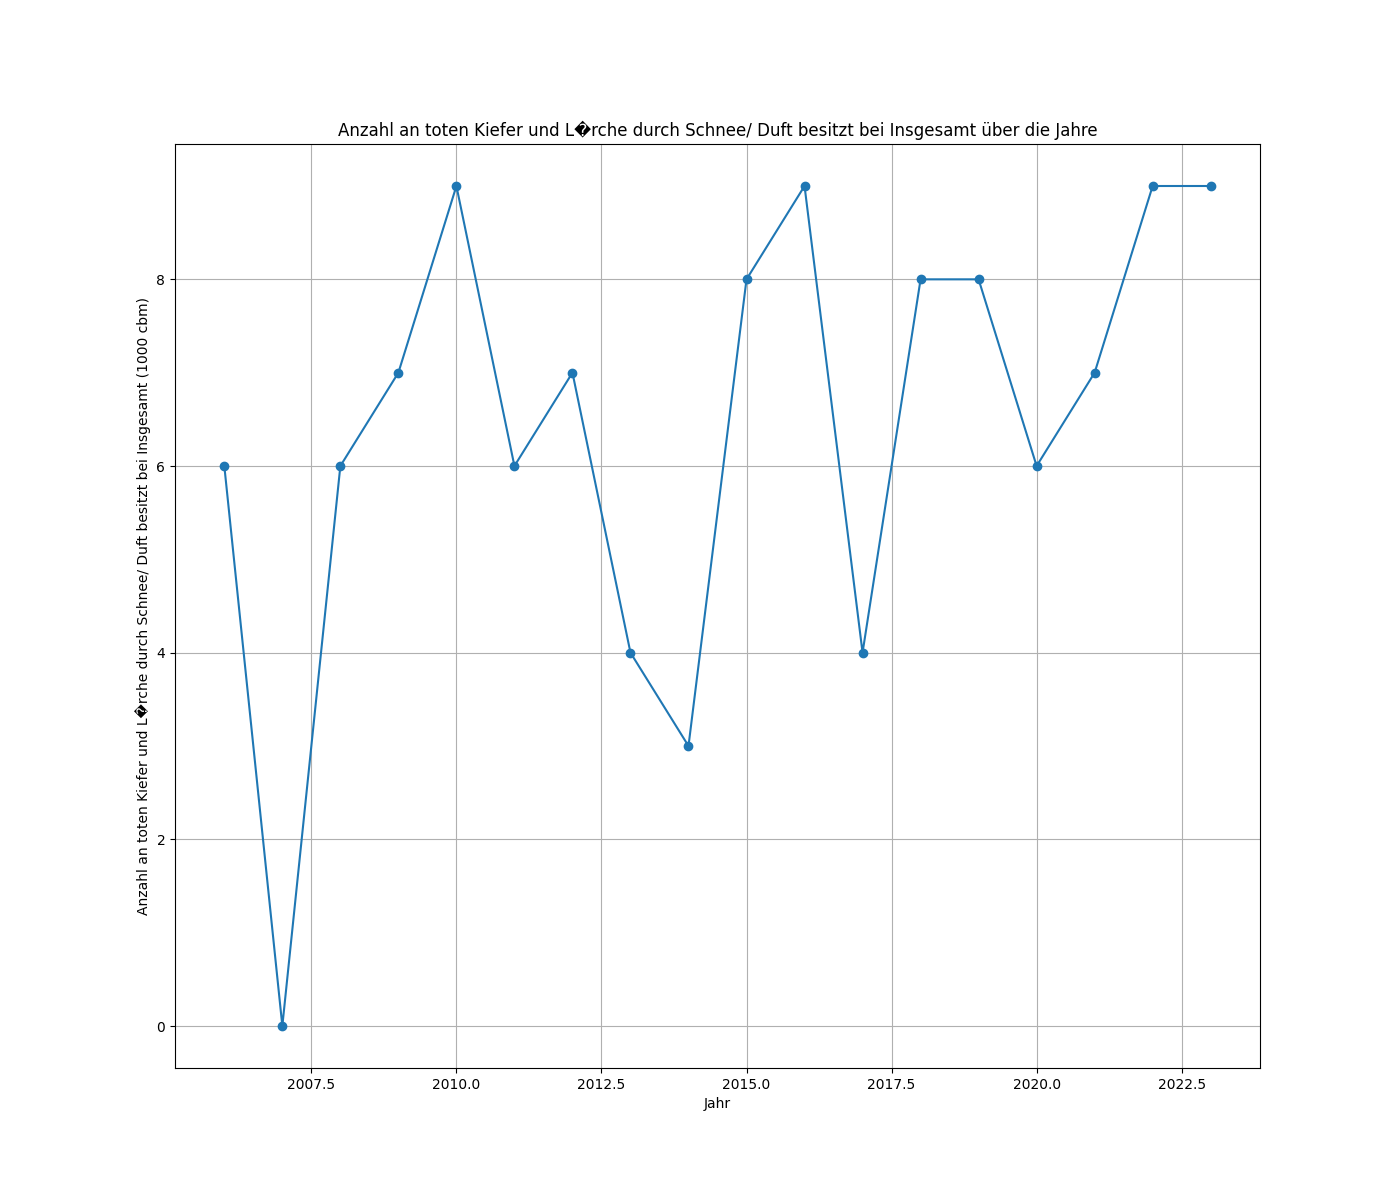 Anzahl an toten Kiefer und L�rche durch Schnee/ Duft besitzt bei Insgesamt über die Jahre
Anzahl an toten Kiefer und L�rche durch Schnee/ Duft besitzt bei Insgesamt (1000 cbm)
8
6
4
2
0
2007.5 2010.0 2012.5 2015.0 2017.5 2020.0 2022.5
Jahr